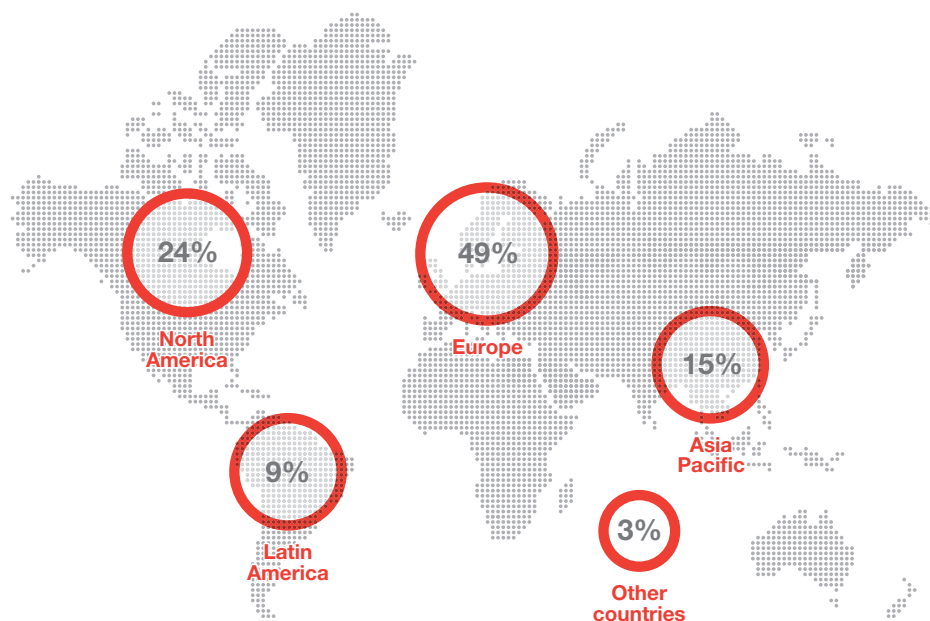 24%
North
America
49%
Europe
15%
Asia
Pacific
9%
Latin
America
3%
Other
countries